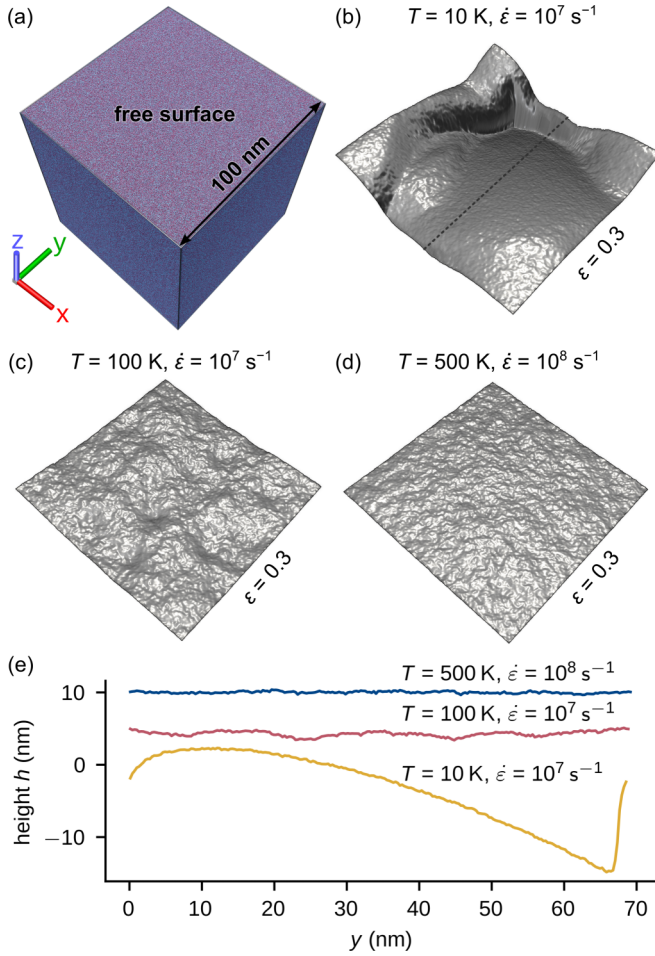 (a)
free surface
100 nm
z
y
x
(b)
T = 10 K, ε̇ = 10⁷ s⁻¹
ε = 0.3
(c)
T = 100 K, ε̇ = 10⁷ s⁻¹
ε = 0.3
(d)
T = 500 K, ε̇ = 10⁸ s⁻¹
ε = 0.3
(e)
T = 500 K, ε̇ = 10⁸ s⁻¹
T = 100 K, ε̇ = 10⁷ s⁻¹
T = 10 K, ε̇ = 10⁷ s⁻¹
height h (nm)
10
0
−10
0 10 20 30 40 50 60 70
y (nm)